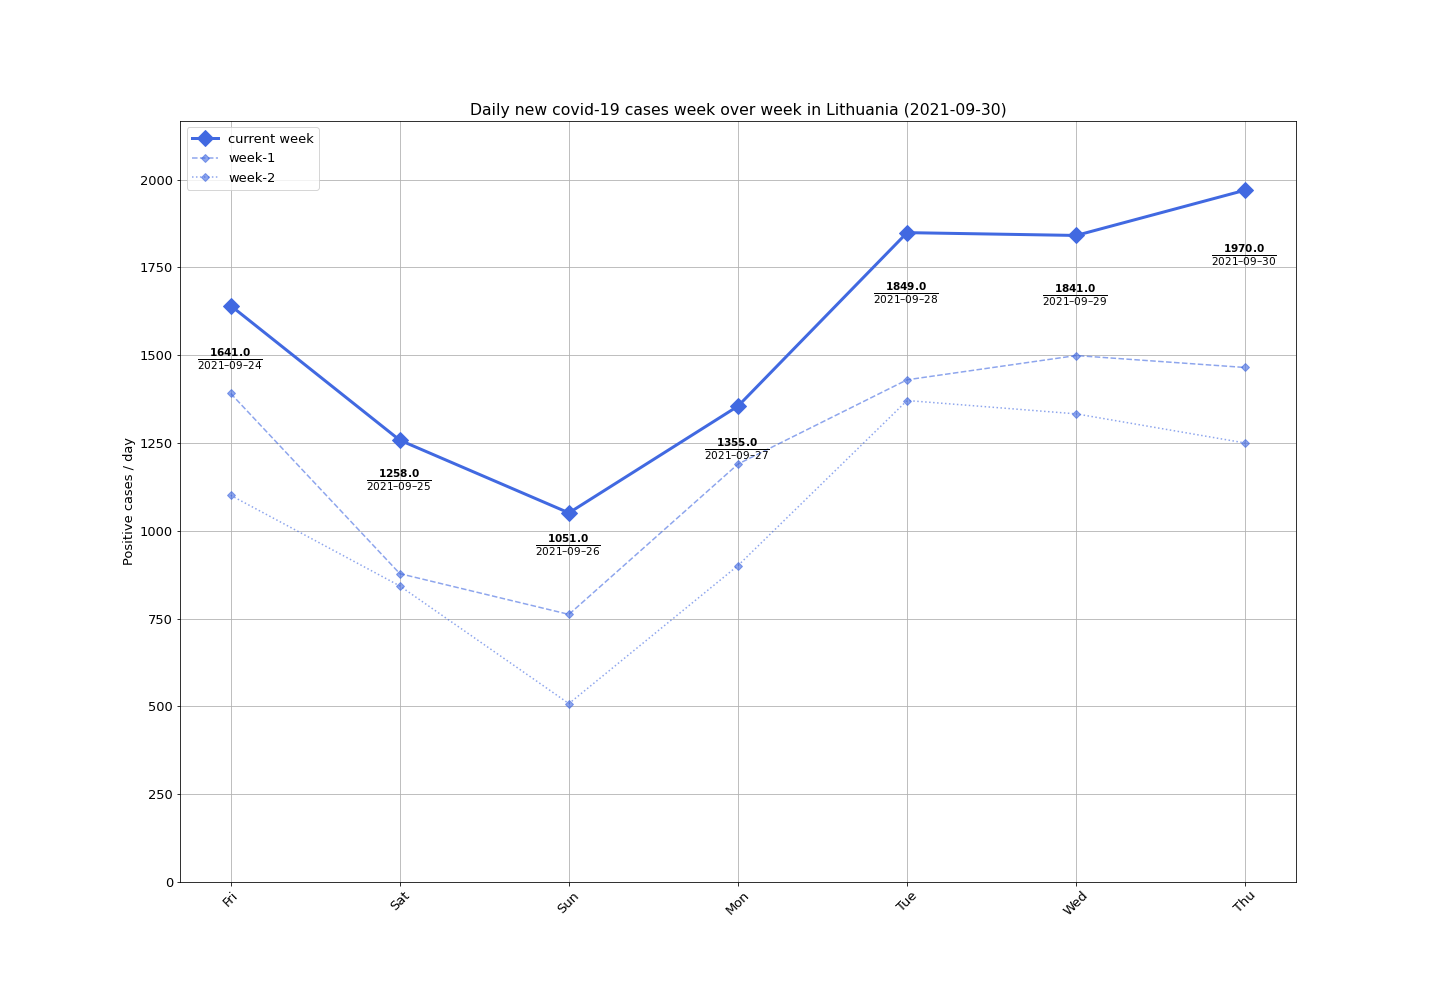 Daily new covid-19 cases week over week in Lithuania (2021-09-30)
current week
week-1
week-2
Positive cases / day
2000
1750
1500
1250
1000
750
500
250
0
1641.0
2021–09–24
1258.0
2021–09–25
1051.0
2021–09–26
1355.0
2021–09–27
1849.0
2021–09–28
1841.0
2021–09–29
1970.0
2021–09–30
Fri
Sat
Sun
Mon
Tue
Wed
Thu